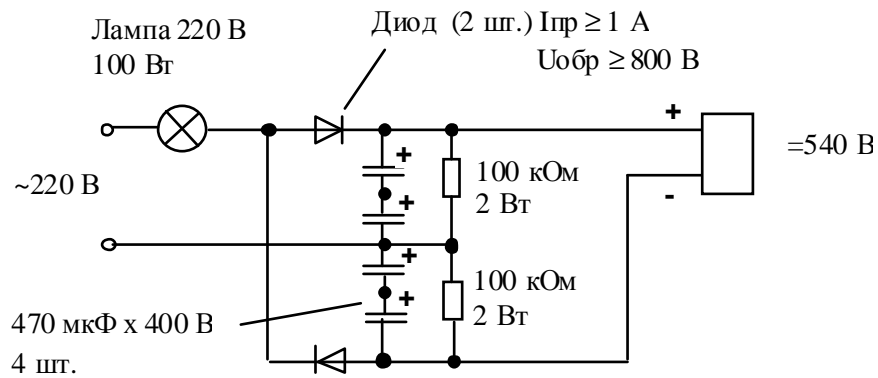 Лампа 220 В
100 Вт
Диод (2 шт.) Iпр ≥ 1 А
Uобр ≥ 800 В
+
=540 В
-
~220 В
+
+
100 кОм
2 Вт
+
+
100 кОм
2 Вт
470 мкФ х 400 В
4 шт.